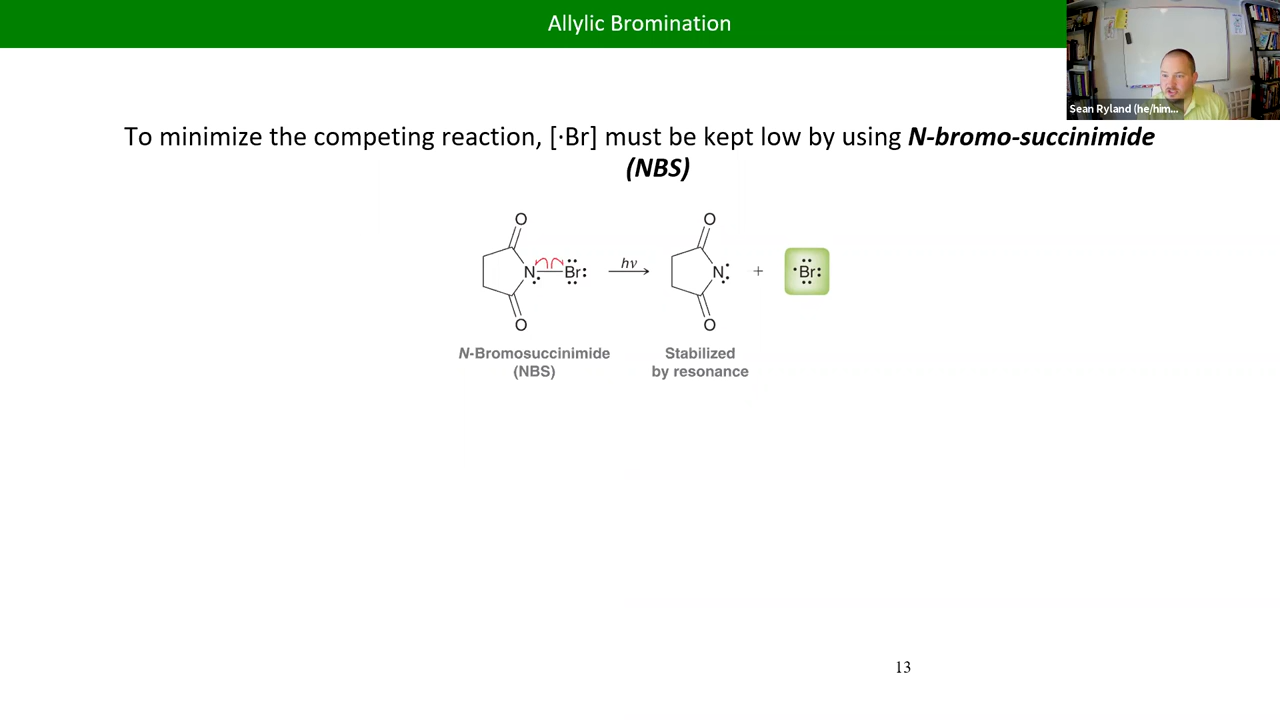 Allylic Bromination
Sean Ryland (he/him...
To minimize the competing reaction, [·Br] must be kept low by using N-bromo-succinimide
(NBS)
O O
N Br: hν N: + ·Br:
O O
N-Bromosuccinimide Stabilized
(NBS) by resonance
13